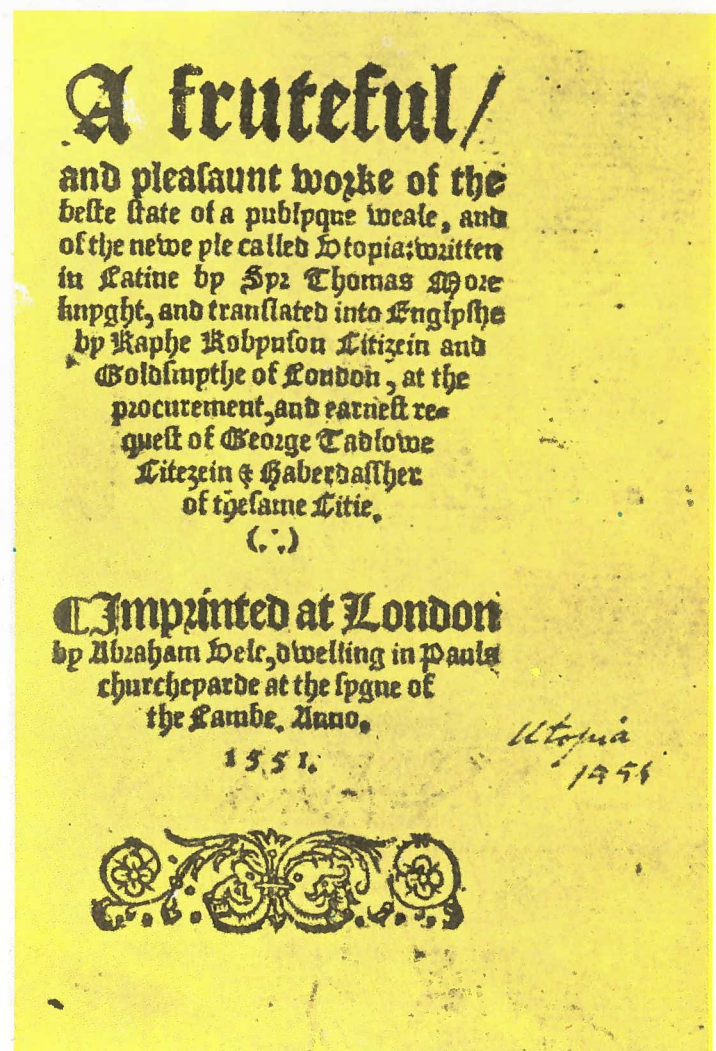 A fruteful/
and pleasaunt worke of the
beste state of a publyque weale, and
of the newe yle called Utopia: written
in Latine by Syr Thomas More
knyght, and translated into Englyshe
by Raphe Robynson Citizein and
Goldsmythe of London, at the
procurement, and earnest re-
quest of George Tadlowe
Citezein & Haberdassher
of thesame Citie.
(.·.)
Imprinted at London
by Abraham Vele, dwelling in Pauls
churcheyarde at the sygne of
the Lambe. Anno.
1551.
Utopia
1551